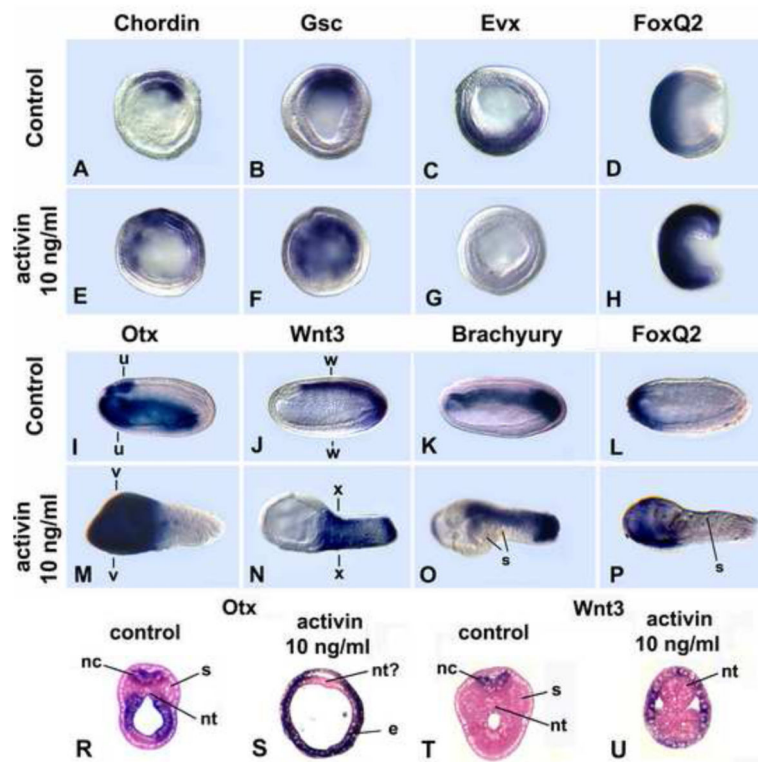 Chordin Gsc Evx FoxQ2
Control
A B C D
activin
10 ng/ml
E F G H
Otx Wnt3 Brachyury FoxQ2
u w
Control
u w
I J K L
v x
activin
10 ng/ml
s s
v x
M N O P
Otx Wnt3
control activin control activin
10 ng/ml 10 ng/ml
nc s nt nt? e nc s nt nt
R S T U